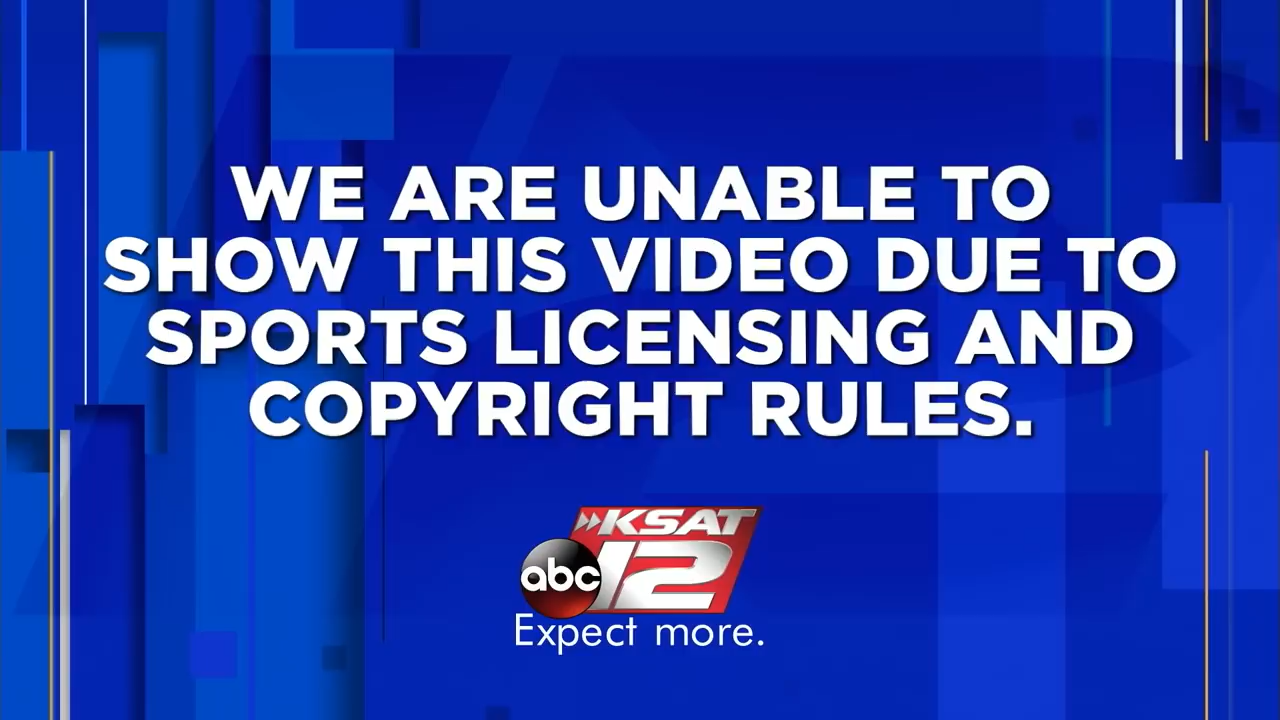 WE ARE UNABLE TO
SHOW THIS VIDEO DUE TO
SPORTS LICENSING AND
COPYRIGHT RULES.
KSAT
abc 12
Expect more.